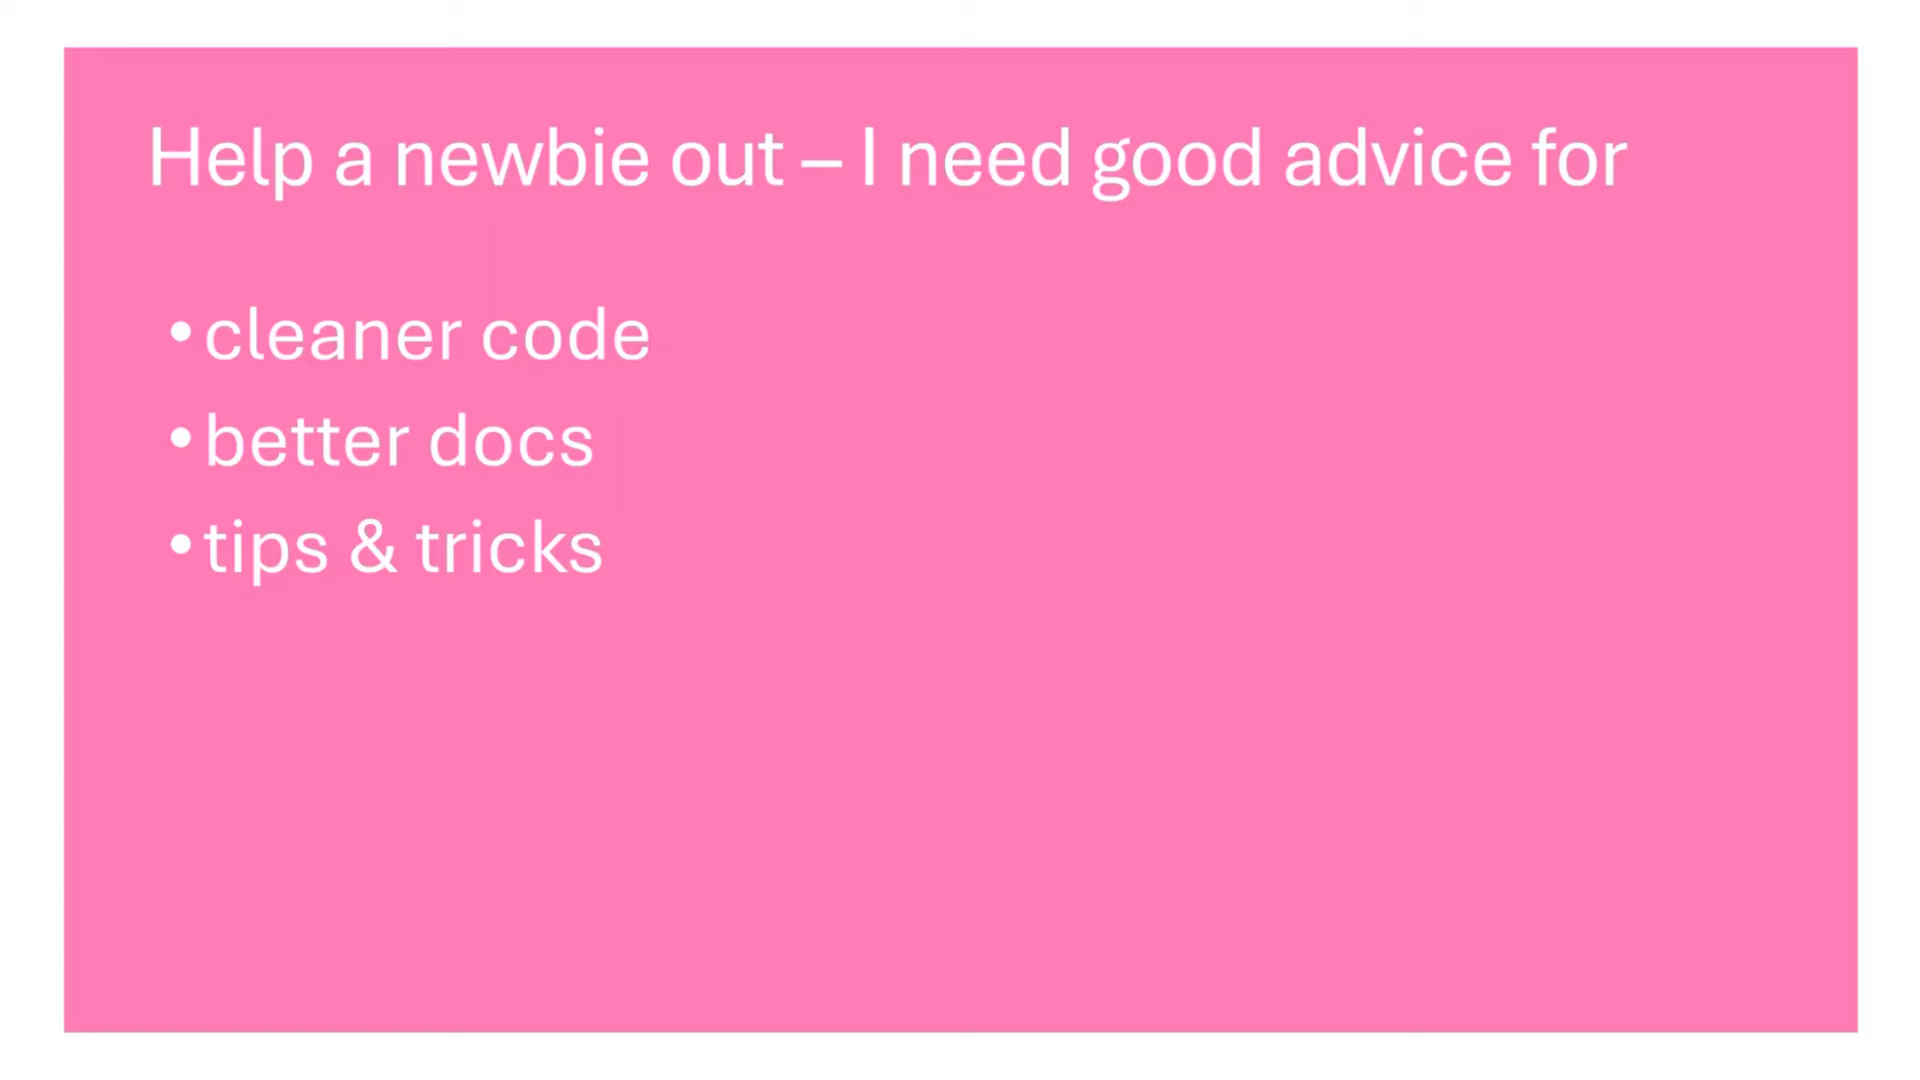 Help a newbie out – I need good advice for
• cleaner code
• better docs
• tips & tricks